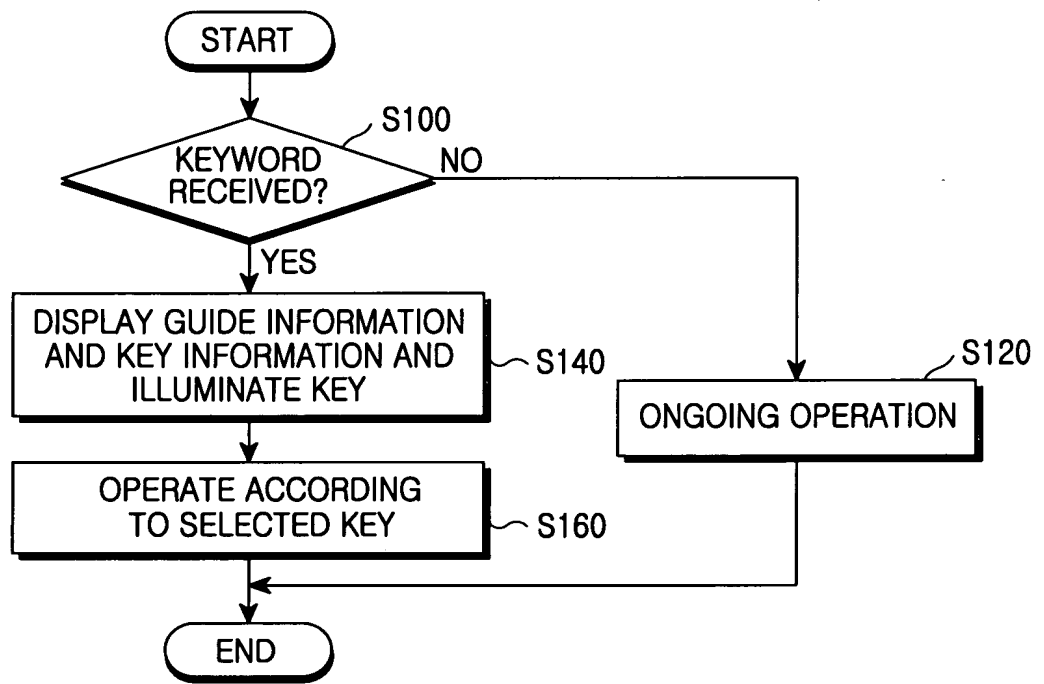 START
S100
KEYWORD
RECEIVED?
NO
YES
DISPLAY GUIDE INFORMATION
AND KEY INFORMATION AND
ILLUMINATE KEY
S140
S120
ONGOING OPERATION
OPERATE ACCORDING
TO SELECTED KEY
S160
END